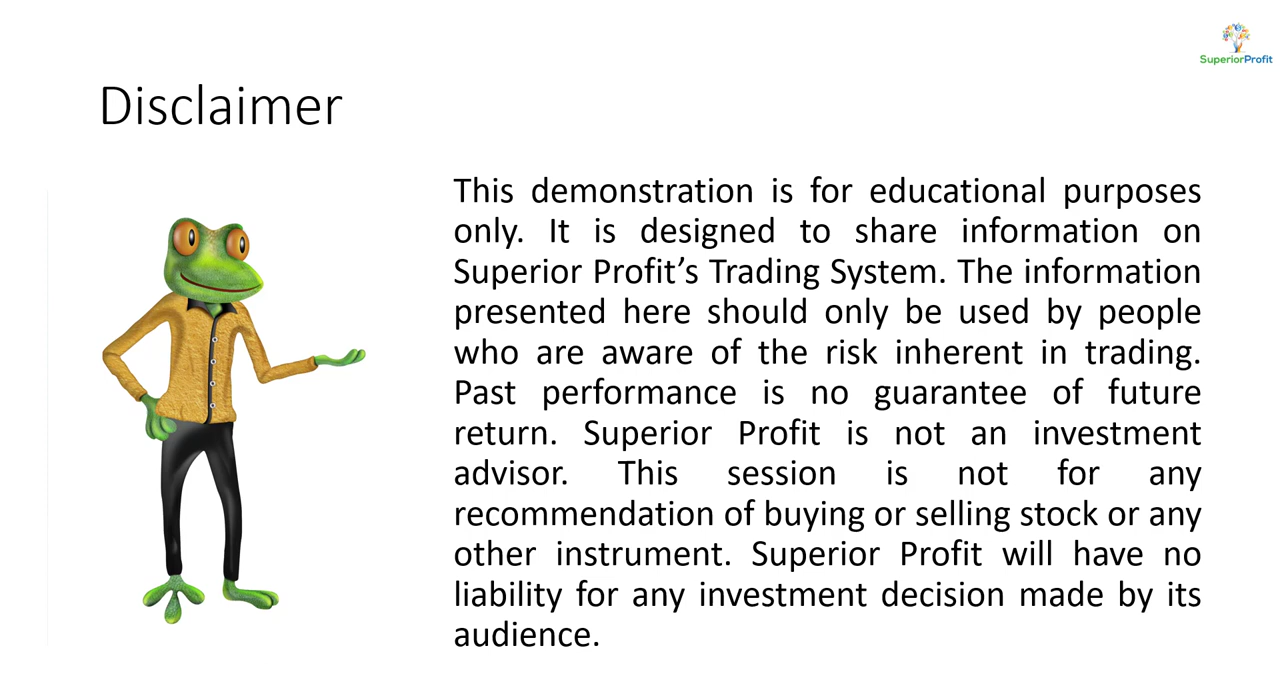 SuperiorProfit
Disclaimer
This demonstration is for educational purposes
only. It is designed to share information on
Superior Profit’s Trading System. The information
presented here should only be used by people
who are aware of the risk inherent in trading.
Past performance is no guarantee of future
return. Superior Profit is not an investment
advisor. This session is not for any
recommendation of buying or selling stock or any
other instrument. Superior Profit will have no
liability for any investment decision made by its
audience.